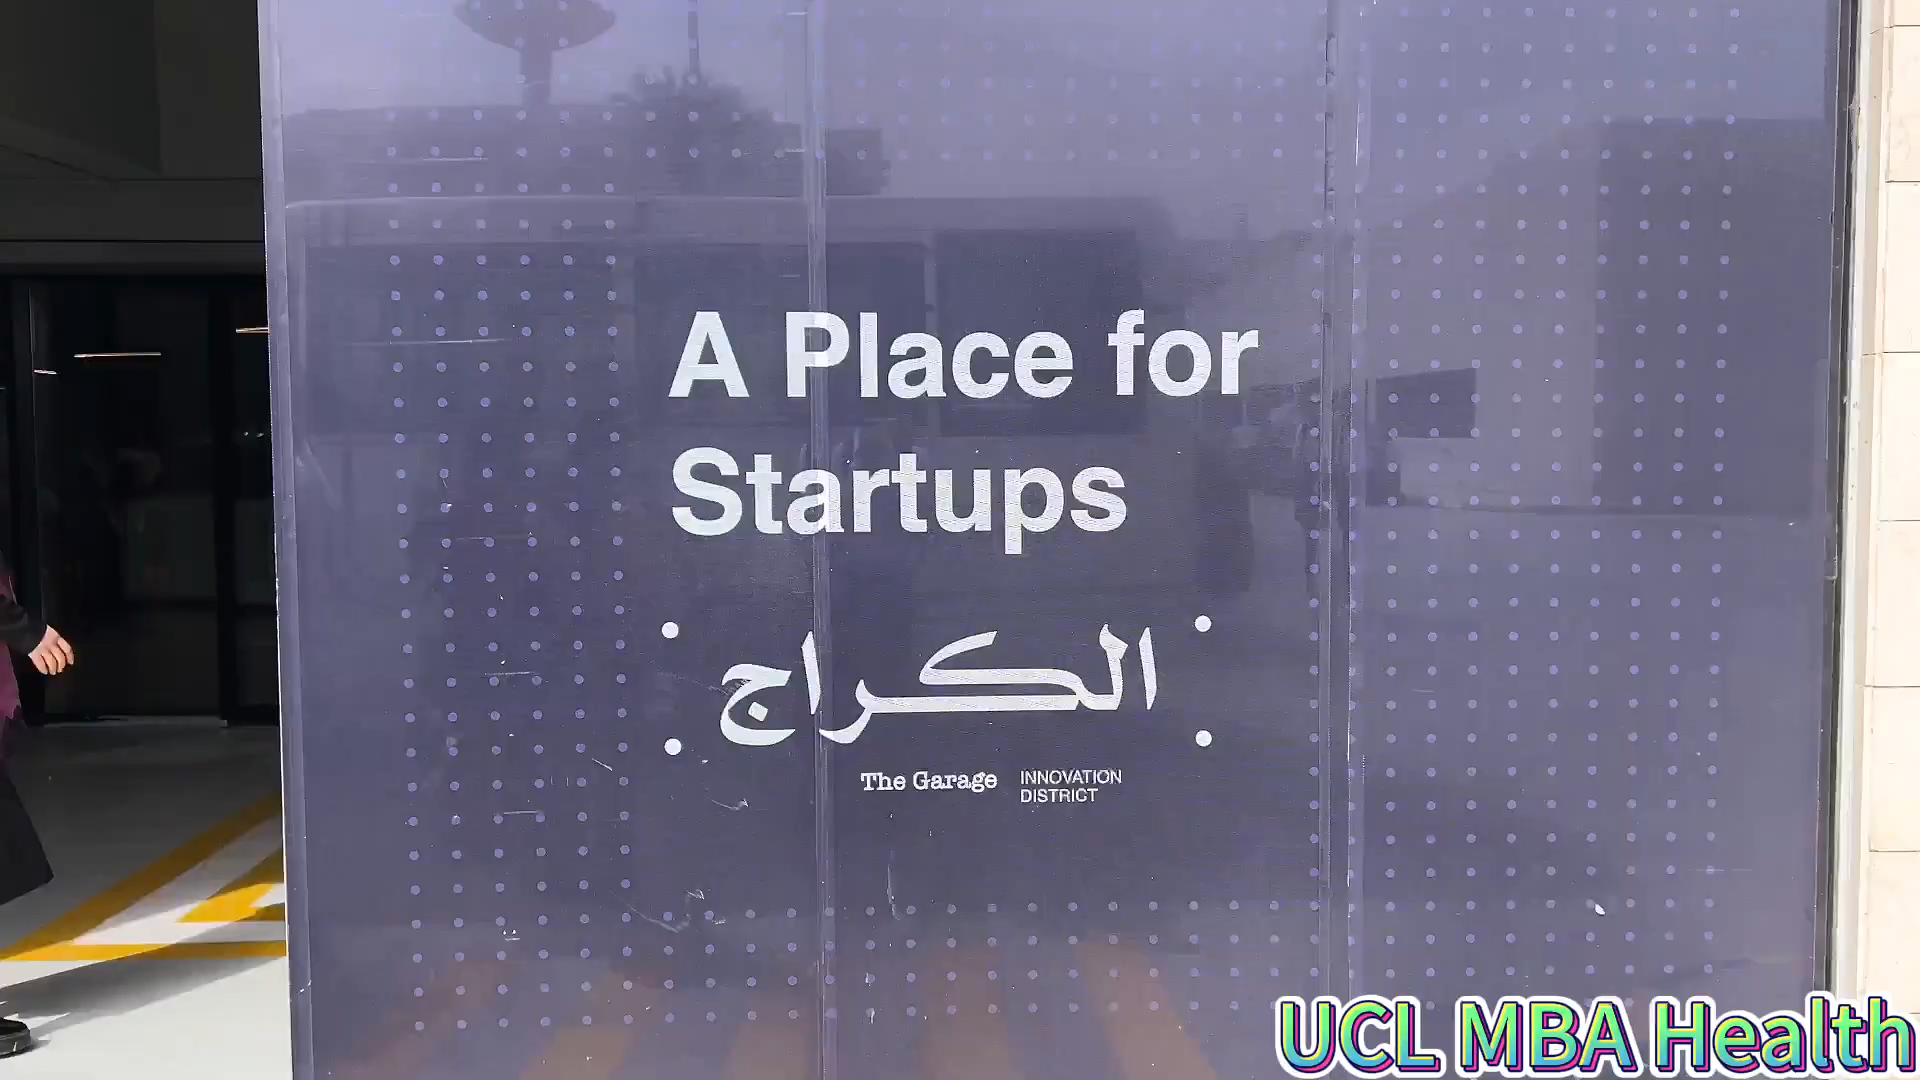 A Place for
Startups
الكراج
The Garage
INNOVATION
DISTRICT
UCL MBA Health